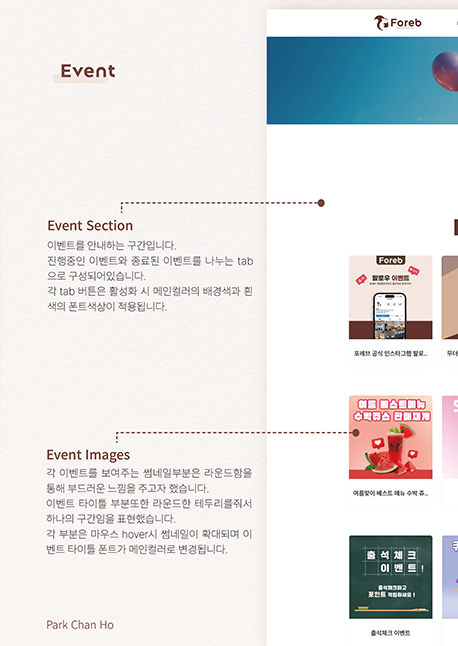 Foreb
Event
Event Section
이벤트를 안내하는 구간입니다.
진행중인 이벤트와 종료된 이벤트를 나누는 tab
으로 구성되어있습니다.
각 tab 버튼은 활성화 시 메인컬러의 배경색과 흰
색의 폰트색상이 적용됩니다.
Foreb
팔로우 이벤트
포레브 공식 인스타그램 팔로..
무더
여름 베스트메뉴
수박쥬스 판매재개
여름맞이 베스트 메뉴 수박 쥬..
Event Images
각 이벤트를 보여주는 썸네일부분은 라운드함을
통해 부드러운 느낌을 주고자 했습니다.
이벤트 타이틀 부분또한 라운드한 테두리를줘서
하나의 구간임을 표현했습니다.
각 부분은 마우스 hover시 썸네일이 확대되며 이
벤트 타이틀 폰트가 메인컬러로 변경됩니다.
출석체크
이벤트!
출석체크하고
포인트 적립하세요!
출석체크 이벤트
Park Chan Ho